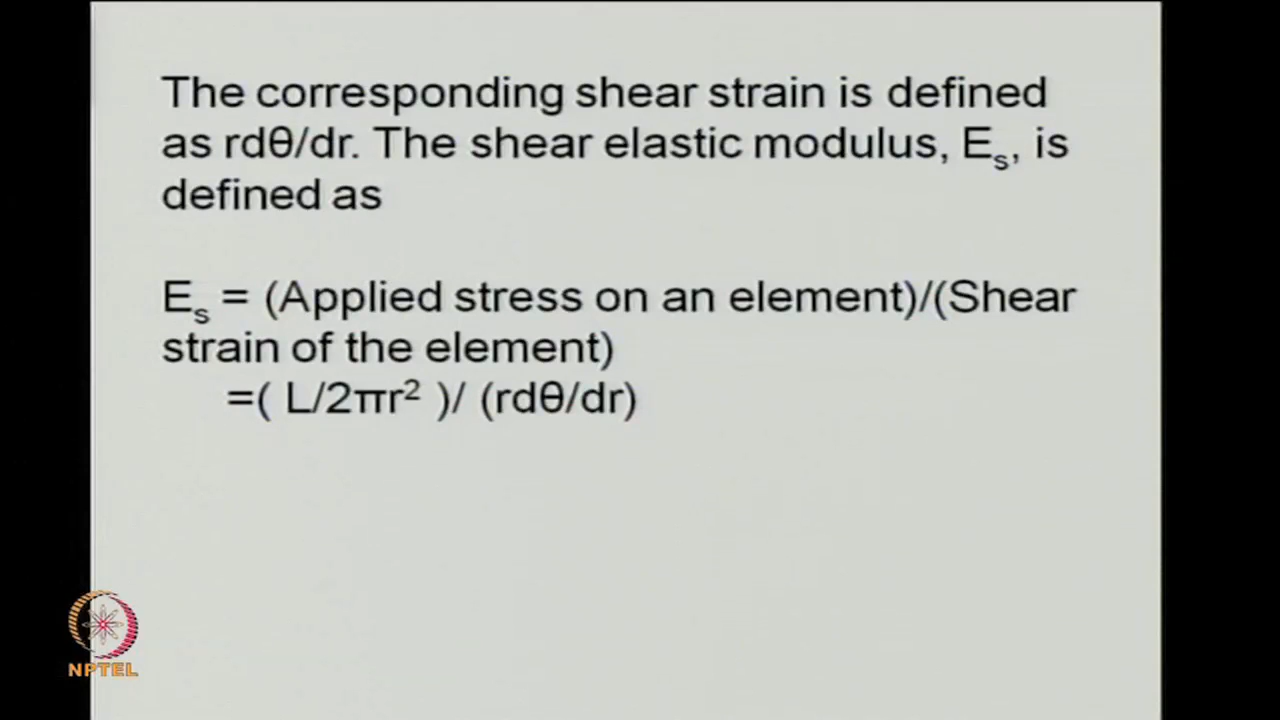 The corresponding shear strain is defined
as rdθ/dr. The shear elastic modulus, Eₛ, is
defined as
Eₛ = (Applied stress on an element)/(Shear
strain of the element)
=( L/2πr² )/ (rdθ/dr)
NPTEL